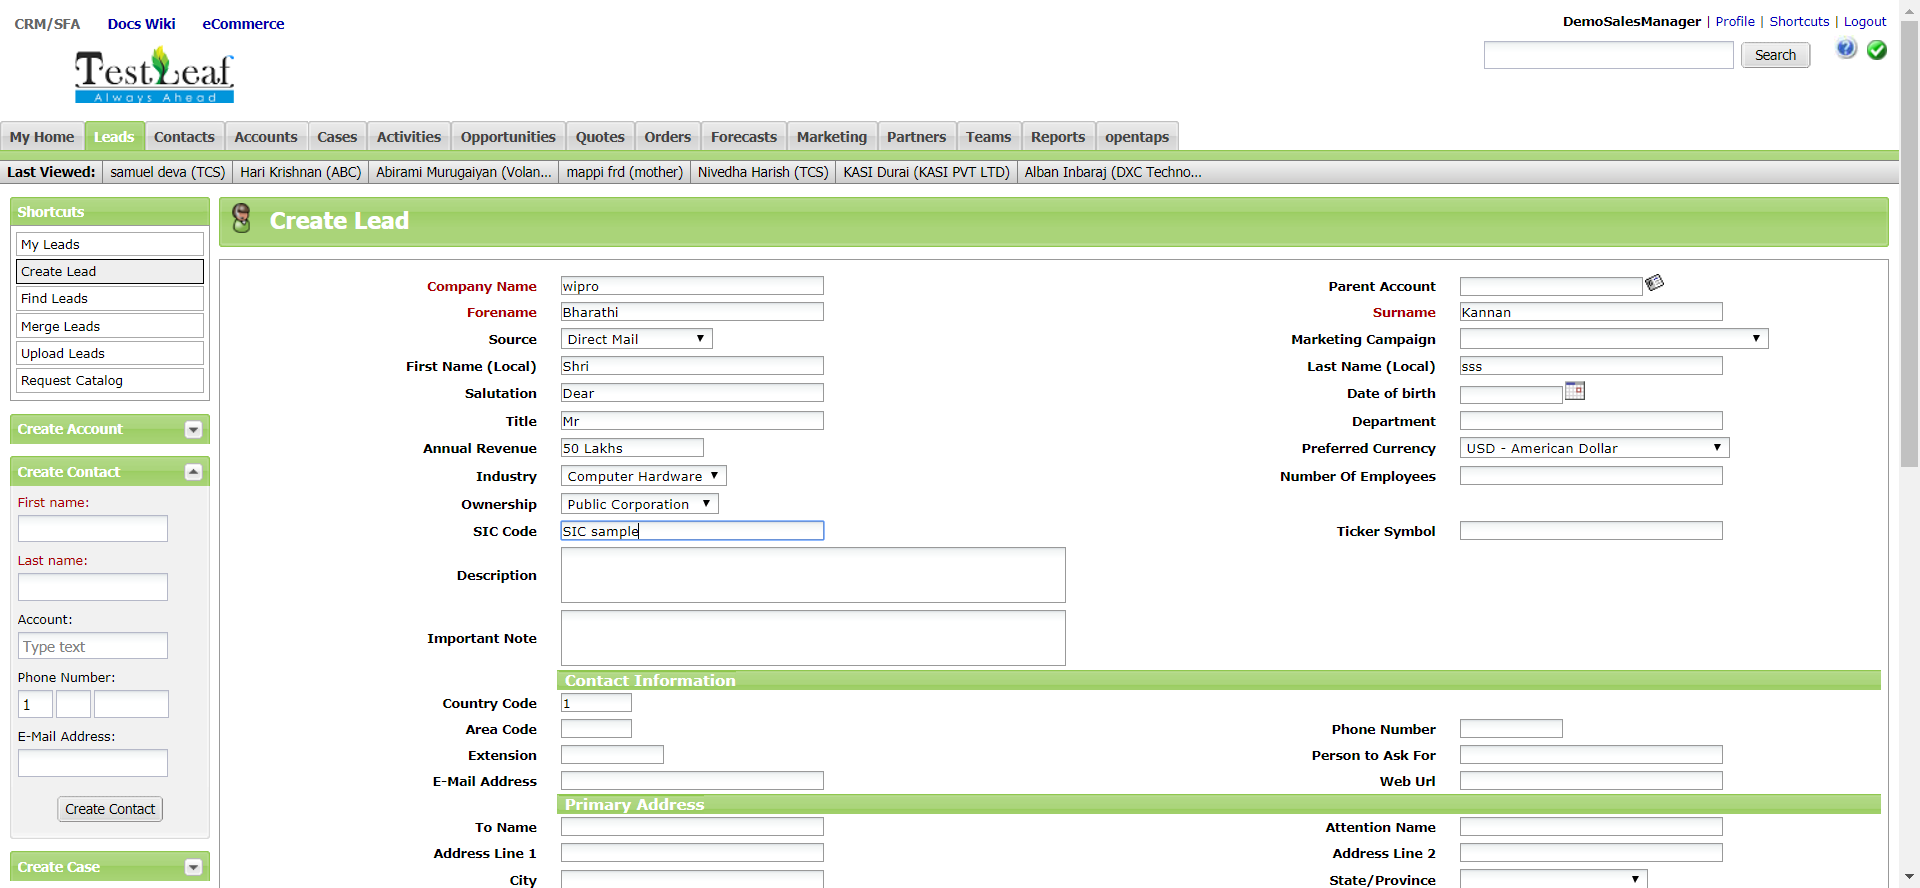 CRM/SFA Docs Wiki eCommerce
DemoSalesManager | Profile | Shortcuts | Logout
TestLeaf
Always Ahead
Search
My Home Leads Contacts Accounts Cases Activities Opportunities Quotes Orders Forecasts Marketing Partners Teams Reports opentaps
Last Viewed: samuel deva (TCS) Hari Krishnan (ABC) Abirami Murugaiyan (Volan... mappi frd (mother) Nivedha Harish (TCS) KASI Durai (KASI PVT LTD) Alban Inbaraj (DXC Techno...
Shortcuts
My Leads
Create Lead
Find Leads
Merge Leads
Upload Leads
Request Catalog
Create Account
Create Contact
First name:
Last name:
Account:
Type text
Phone Number:
1
E-Mail Address:
Create Contact
Create Case
Create Lead
Company Name wipro Parent Account
Forename Bharathi Surname Kannan
Source Direct Mail Marketing Campaign
First Name (Local) Shri Last Name (Local) sss
Salutation Dear Date of birth
Title Mr Department
Annual Revenue 50 Lakhs Preferred Currency USD - American Dollar
Industry Computer Hardware Number Of Employees
Ownership Public Corporation
SIC Code SIC sample Ticker Symbol
Description
Important Note
Contact Information
Country Code 1
Area Code Phone Number
Extension Person to Ask For
E-Mail Address Web Url
Primary Address
To Name Attention Name
Address Line 1 Address Line 2
City State/Province